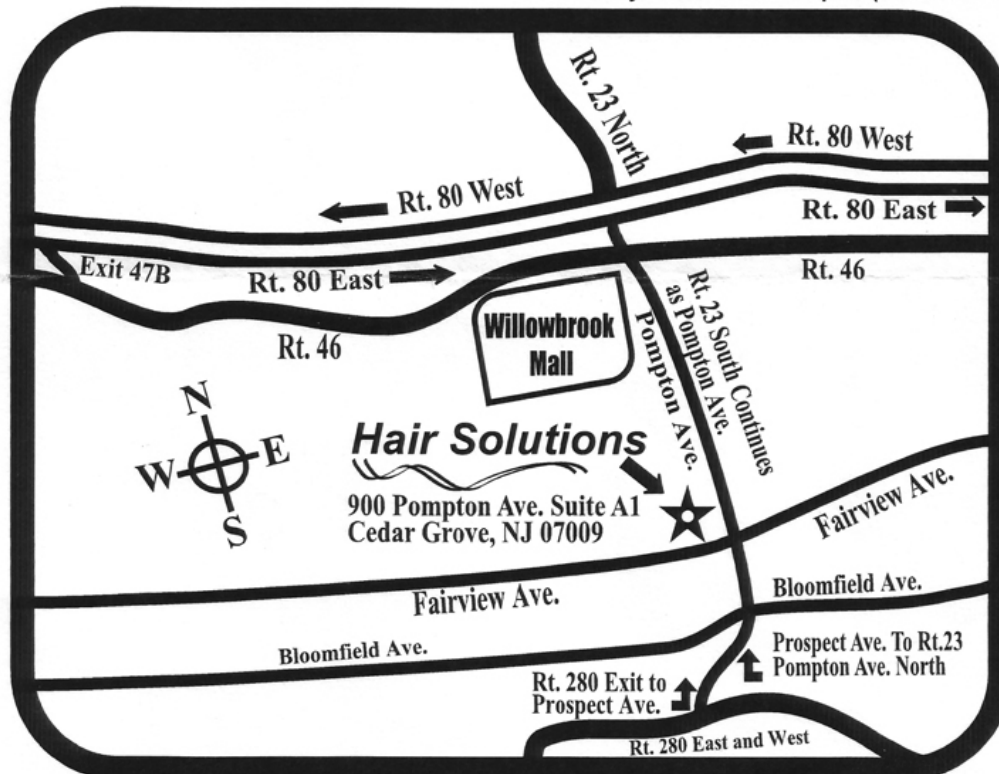 Rt. 23 North
Rt. 80 West
Rt. 80 West
Rt. 80 East
Exit 47B
Rt. 80 East
Rt. 46
Rt. 46
Willowbrook
Mall
Pompton Ave.
Rt. 23 South Continues
as Pompton Ave.
N
W E
S
Hair Solutions
900 Pompton Ave. Suite A1
Cedar Grove, NJ 07009
Fairview Ave.
Fairview Ave.
Bloomfield Ave.
Bloomfield Ave.
Prospect Ave. To Rt.23
Pompton Ave. North
Rt. 280 Exit to
Prospect Ave.
Rt. 280 East and West